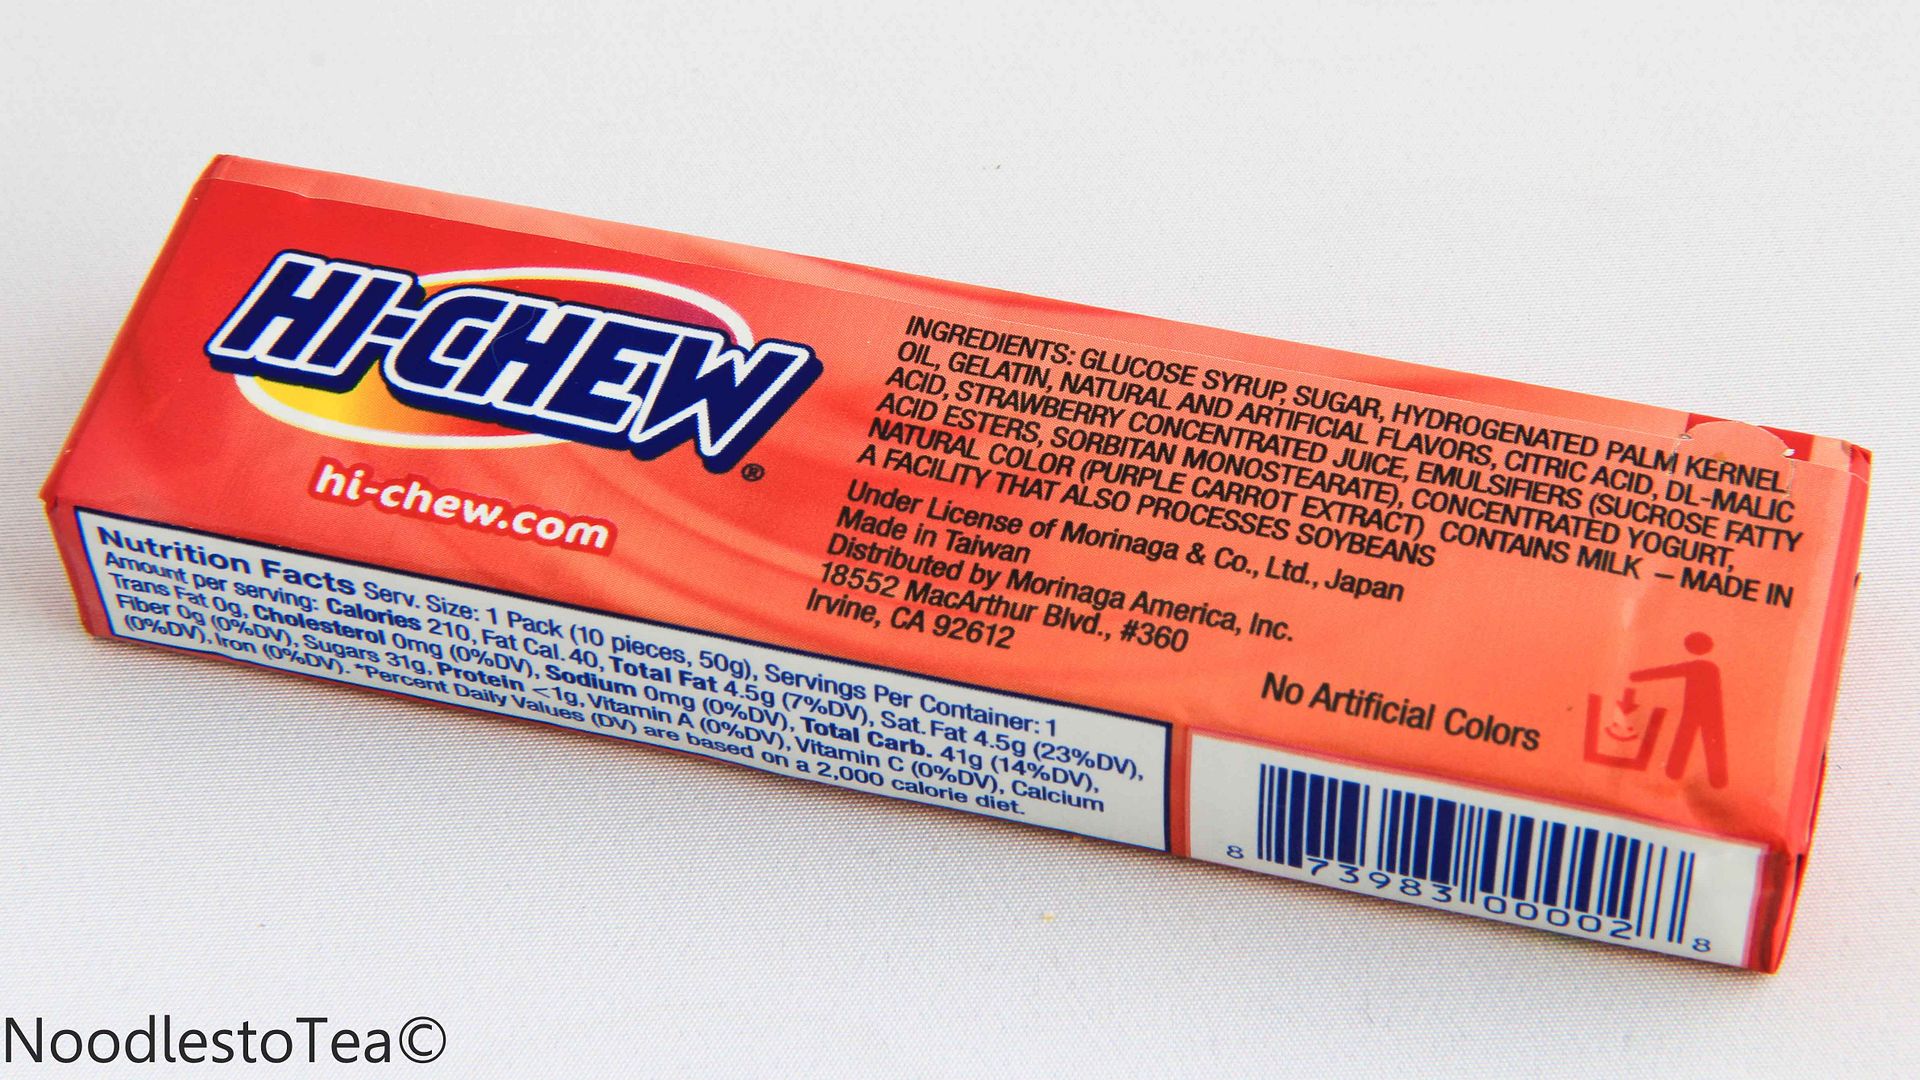 HI-CHEW®
hi-chew.com
INGREDIENTS: GLUCOSE SYRUP, SUGAR, HYDROGENATED PALM KERNEL
OIL, GELATIN, NATURAL AND ARTIFICIAL FLAVORS, CITRIC ACID, DL-MALIC
ACID, STRAWBERRY CONCENTRATED JUICE, EMULSIFIERS (SUCROSE FATTY
ACID ESTERS, SORBITAN MONOSTEARATE), CONCENTRATED YOGURT,
NATURAL COLOR (PURPLE CARROT EXTRACT) CONTAINS MILK – MADE IN
A FACILITY THAT ALSO PROCESSES SOYBEANS
Under License of Morinaga & Co., Ltd., Japan
Made in Taiwan
Distributed by Morinaga America, Inc.
18552 MacArthur Blvd., #360
Irvine, CA 92612
No Artificial Colors
Nutrition Facts Serv. Size: 1 Pack (10 pieces, 50g), Servings Per Container: 1
Amount per serving: Calories 210, Fat Cal. 40, Total Fat 4.5g (7%DV), Sat. Fat 4.5g (23%DV),
Trans Fat 0g, Cholesterol 0mg (0%DV), Sodium 0mg (0%DV), Total Carb. 41g (14%DV),
Fiber 0g (0%DV), Sugars 31g, Protein <1g, Vitamin A (0%DV), Vitamin C (0%DV), Calcium
(0%DV), Iron (0%DV). *Percent Daily Values (DV) are based on a 2,000 calorie diet.
8 73983 00002 8
NoodlestoTea©